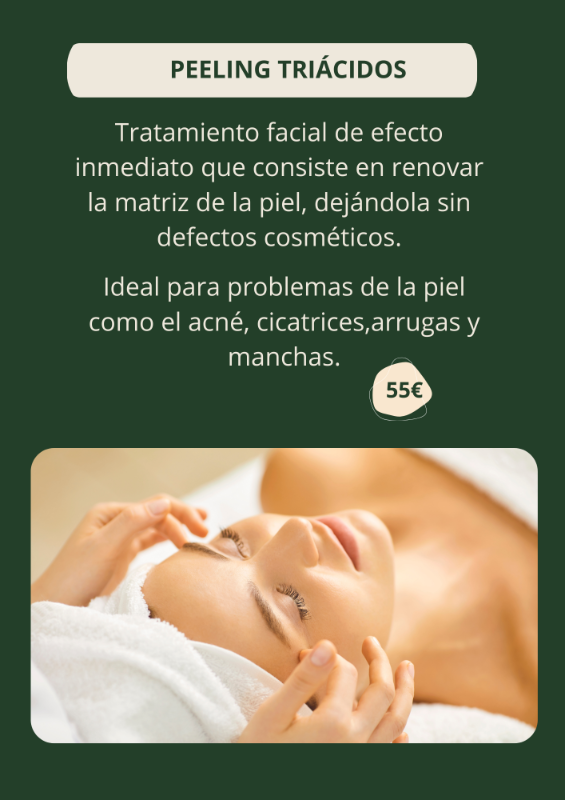 PEELING TRIÁCIDOS
Tratamiento facial de efecto
inmediato que consiste en renovar
la matriz de la piel, dejándola sin
defectos cosméticos.
Ideal para problemas de la piel
como el acné, cicatrices,arrugas y
manchas.
55€